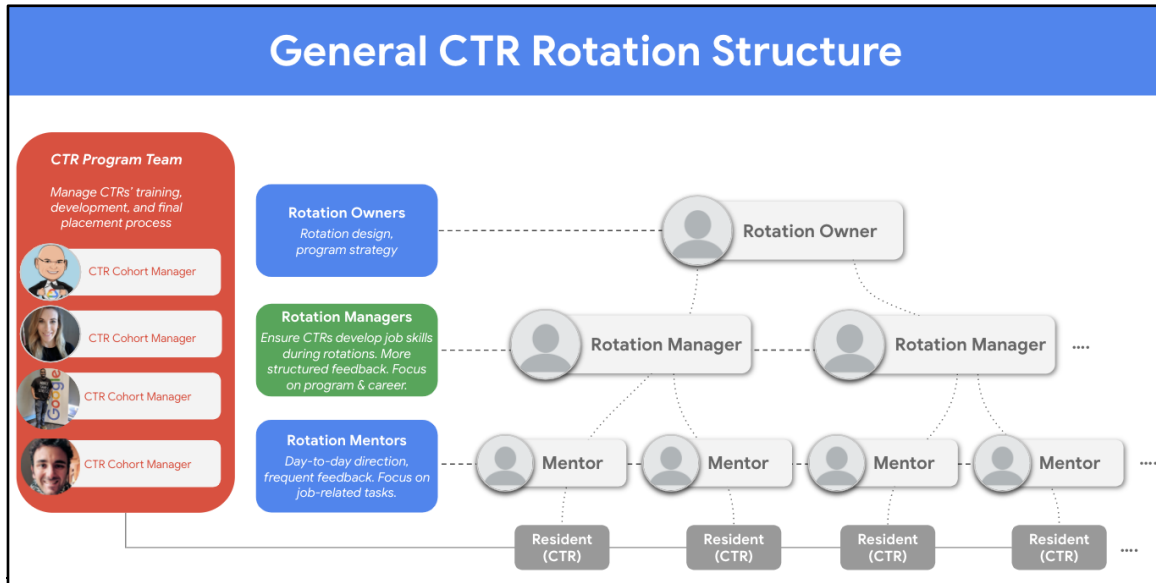 General CTR Rotation Structure
CTR Program Team
Manage CTRs' training,
development, and final
placement process
CTR Cohort Manager
CTR Cohort Manager
Google
CTR Cohort Manager
CTR Cohort Manager
Rotation Owners
Rotation design,
program strategy
Rotation Owner
Rotation Managers
Ensure CTRs develop job skills
during rotations. More
structured feedback. Focus
on program & career.
Rotation Manager
Rotation Manager
....
Rotation Mentors
Day-to-day direction,
frequent feedback. Focus on
job-related tasks.
Mentor
Mentor
Mentor
Mentor
....
Resident
(CTR)
Resident
(CTR)
Resident
(CTR)
Resident
(CTR)
....